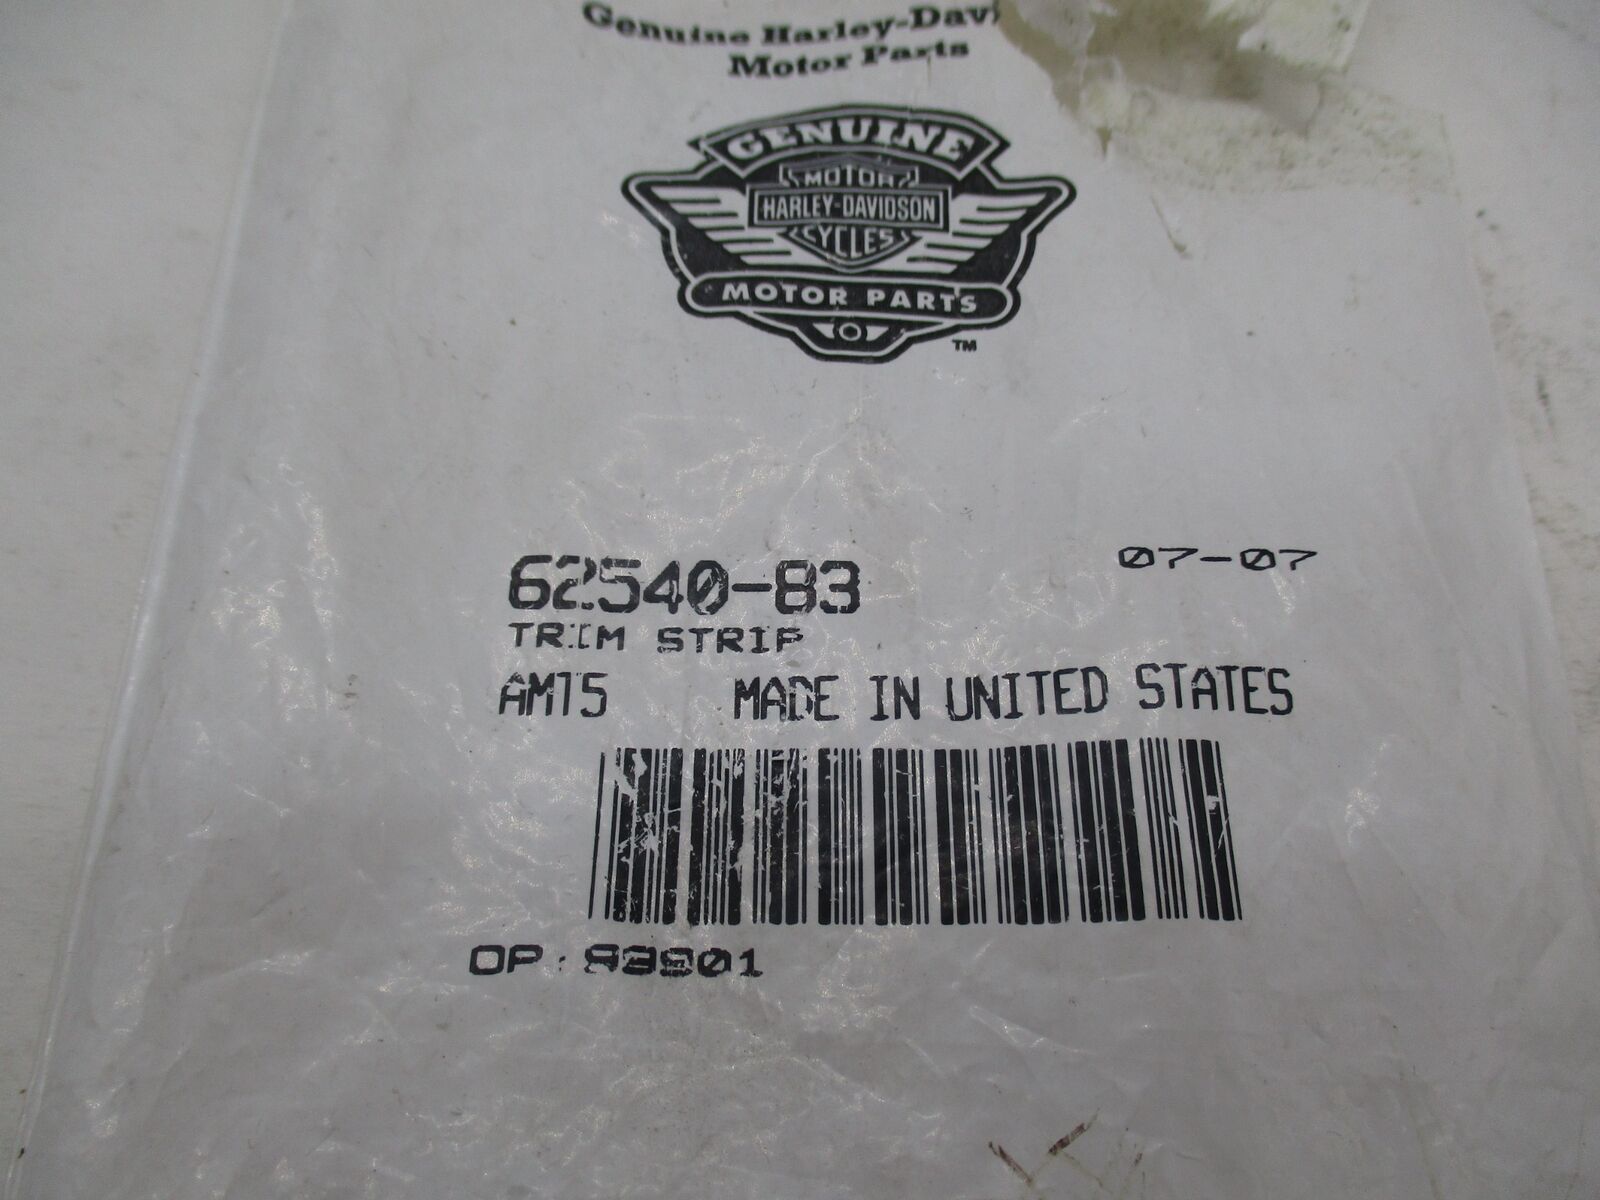 Genuine Harley-Davi
Motor Parts
GENUINE
MOTOR
HARLEY-DAVIDSON
CYCLES
MOTOR PARTS
TM
62540-83
07-07
TRIM STRIP
AM15
MADE IN UNITED STATES
OP: